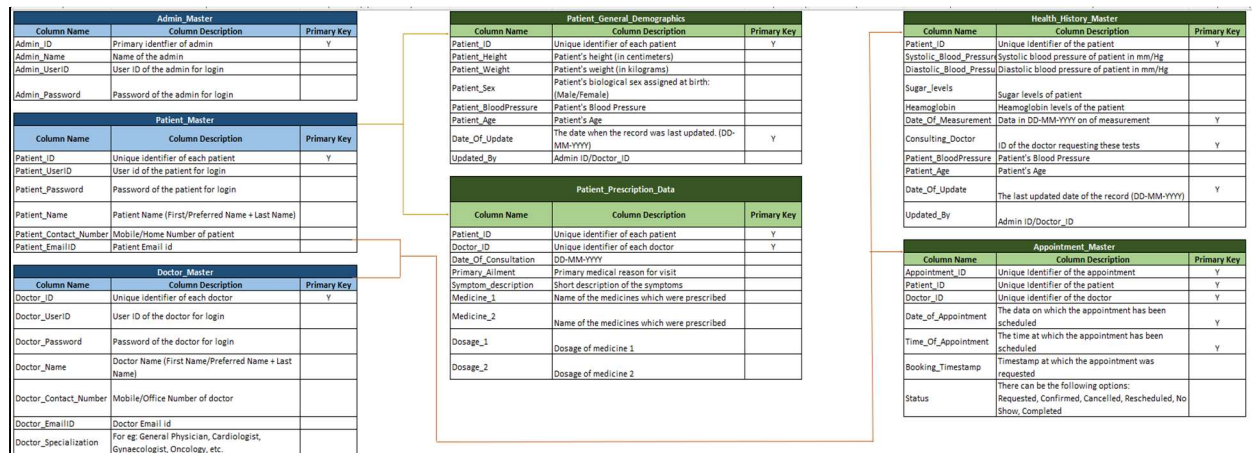 Admin_Master
Column Name Column Description Primary Key
Admin_ID Primary identfier of admin Y
Admin_Name Name of the admin
Admin_UserID User ID of the admin for login
Admin_Password Password of the admin for login
Patient_Master
Column Name Column Description Primary Key
Patient_ID Unique identifier of each patient Y
Patient_UserID User id of the patient for login
Patient_Password Password of the patient for login
Patient_Name Patient Name (First/Preferred Name + Last Name)
Patient_Contact_Number Mobile/Home Number of patient
Patient_EmailID Patient Email id
Doctor_Master
Column Name Column Description Primary Key
Doctor_ID Unique identifier of each doctor Y
Doctor_UserID User ID of the doctor for login
Doctor_Password Password of the doctor for login
Doctor_Name Doctor Name (First Name/Preferred Name + Last
Name)
Doctor_Contact_Number Mobile/Office Number of doctor
Doctor_EmailID Doctor Email id
Doctor_Specialization For eg: General Physician, Cardiologist,
Gynaecologist, Oncology, etc.
Patient_General_Demographics
Column Name Column Description Primary Key
Patient_ID Unique identifier of each patient Y
Patient_Height Patient's height (in centimeters)
Patient_Weight Patient's weight (in kilograms)
Patient_Sex Patient's biological sex assigned at birth:
(Male/Female)
Patient_BloodPressure Patient's Blood Pressure
Patient_Age Patient's Age
Date_Of_Update The date when the record was last updated. (DD-
MM-YYYY) Y
Updated_By Admin ID/Doctor_ID
Patient_Prescription_Data
Column Name Column Description Primary Key
Patient_ID Unique identifier of each patient Y
Doctor_ID Unique identifier of each doctor Y
Date_Of_Consultation DD-MM-YYYY
Primary_Ailment Primary medical reason for visit
Symptom_description Short description of the symptoms
Medicine_1 Name of the medicines which were prescribed
Medicine_2 Name of the medicines which were prescribed
Dosage_1 Dosage of medicine 1
Dosage_2 Dosage of medicine 2
Health_History_Master
Column Name Column Description Primary Key
Patient_ID Unique Identifier of the patient Y
Systolic_Blood_Pressure Systolic blood pressure of patient in mm/Hg
Diastolic_Blood_Pressu Diastolic blood pressure of patient in mm/Hg
Sugar_levels Sugar levels of patient
Heamoglobin Heamoglobin levels of the patient
Date_Of_Measurement Data in DD-MM-YYYY on of measurement Y
Consulting_Doctor ID of the doctor requesting these tests Y
Patient_BloodPressure Patient's Blood Pressure
Patient_Age Patient's Age
Date_Of_Update The last updated date of the record (DD-MM-YYYY) Y
Updated_By Admin ID/Doctor_ID
Appointment_Master
Column Name Column Description Primary Key
Appointment_ID Unique Identifier of the appointment Y
Patient_ID Unique Identifier of the patient Y
Doctor_ID Unique Identifier of the doctor Y
Date_of_Appointment The data on which the appointment has been
scheduled Y
Time_Of_Appointment The time at which the appointment has been
scheduled Y
Booking_Timestamp Timestamp at which the appointment was
requested
Status There can be the following options:
Requested, Confirmed, Cancelled, Rescheduled, No
Show, Completed